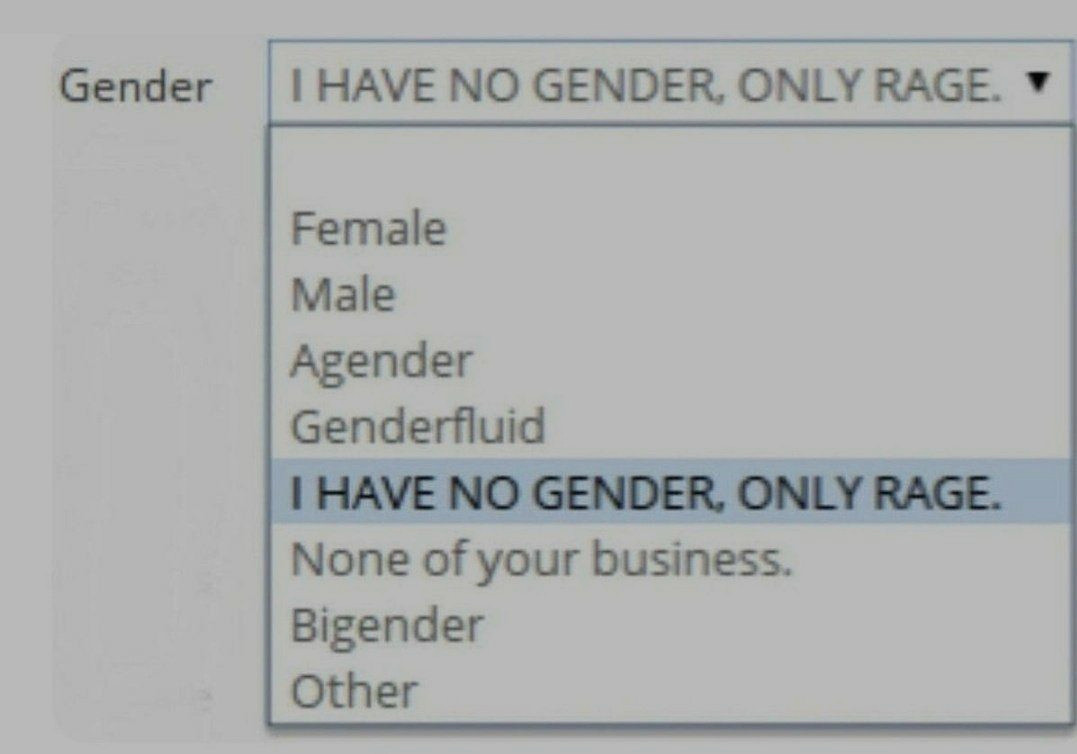 Gender I HAVE NO GENDER, ONLY RAGE. ▼
Female
Male
Agender
Genderfluid
I HAVE NO GENDER, ONLY RAGE.
None of your business.
Bigender
Other